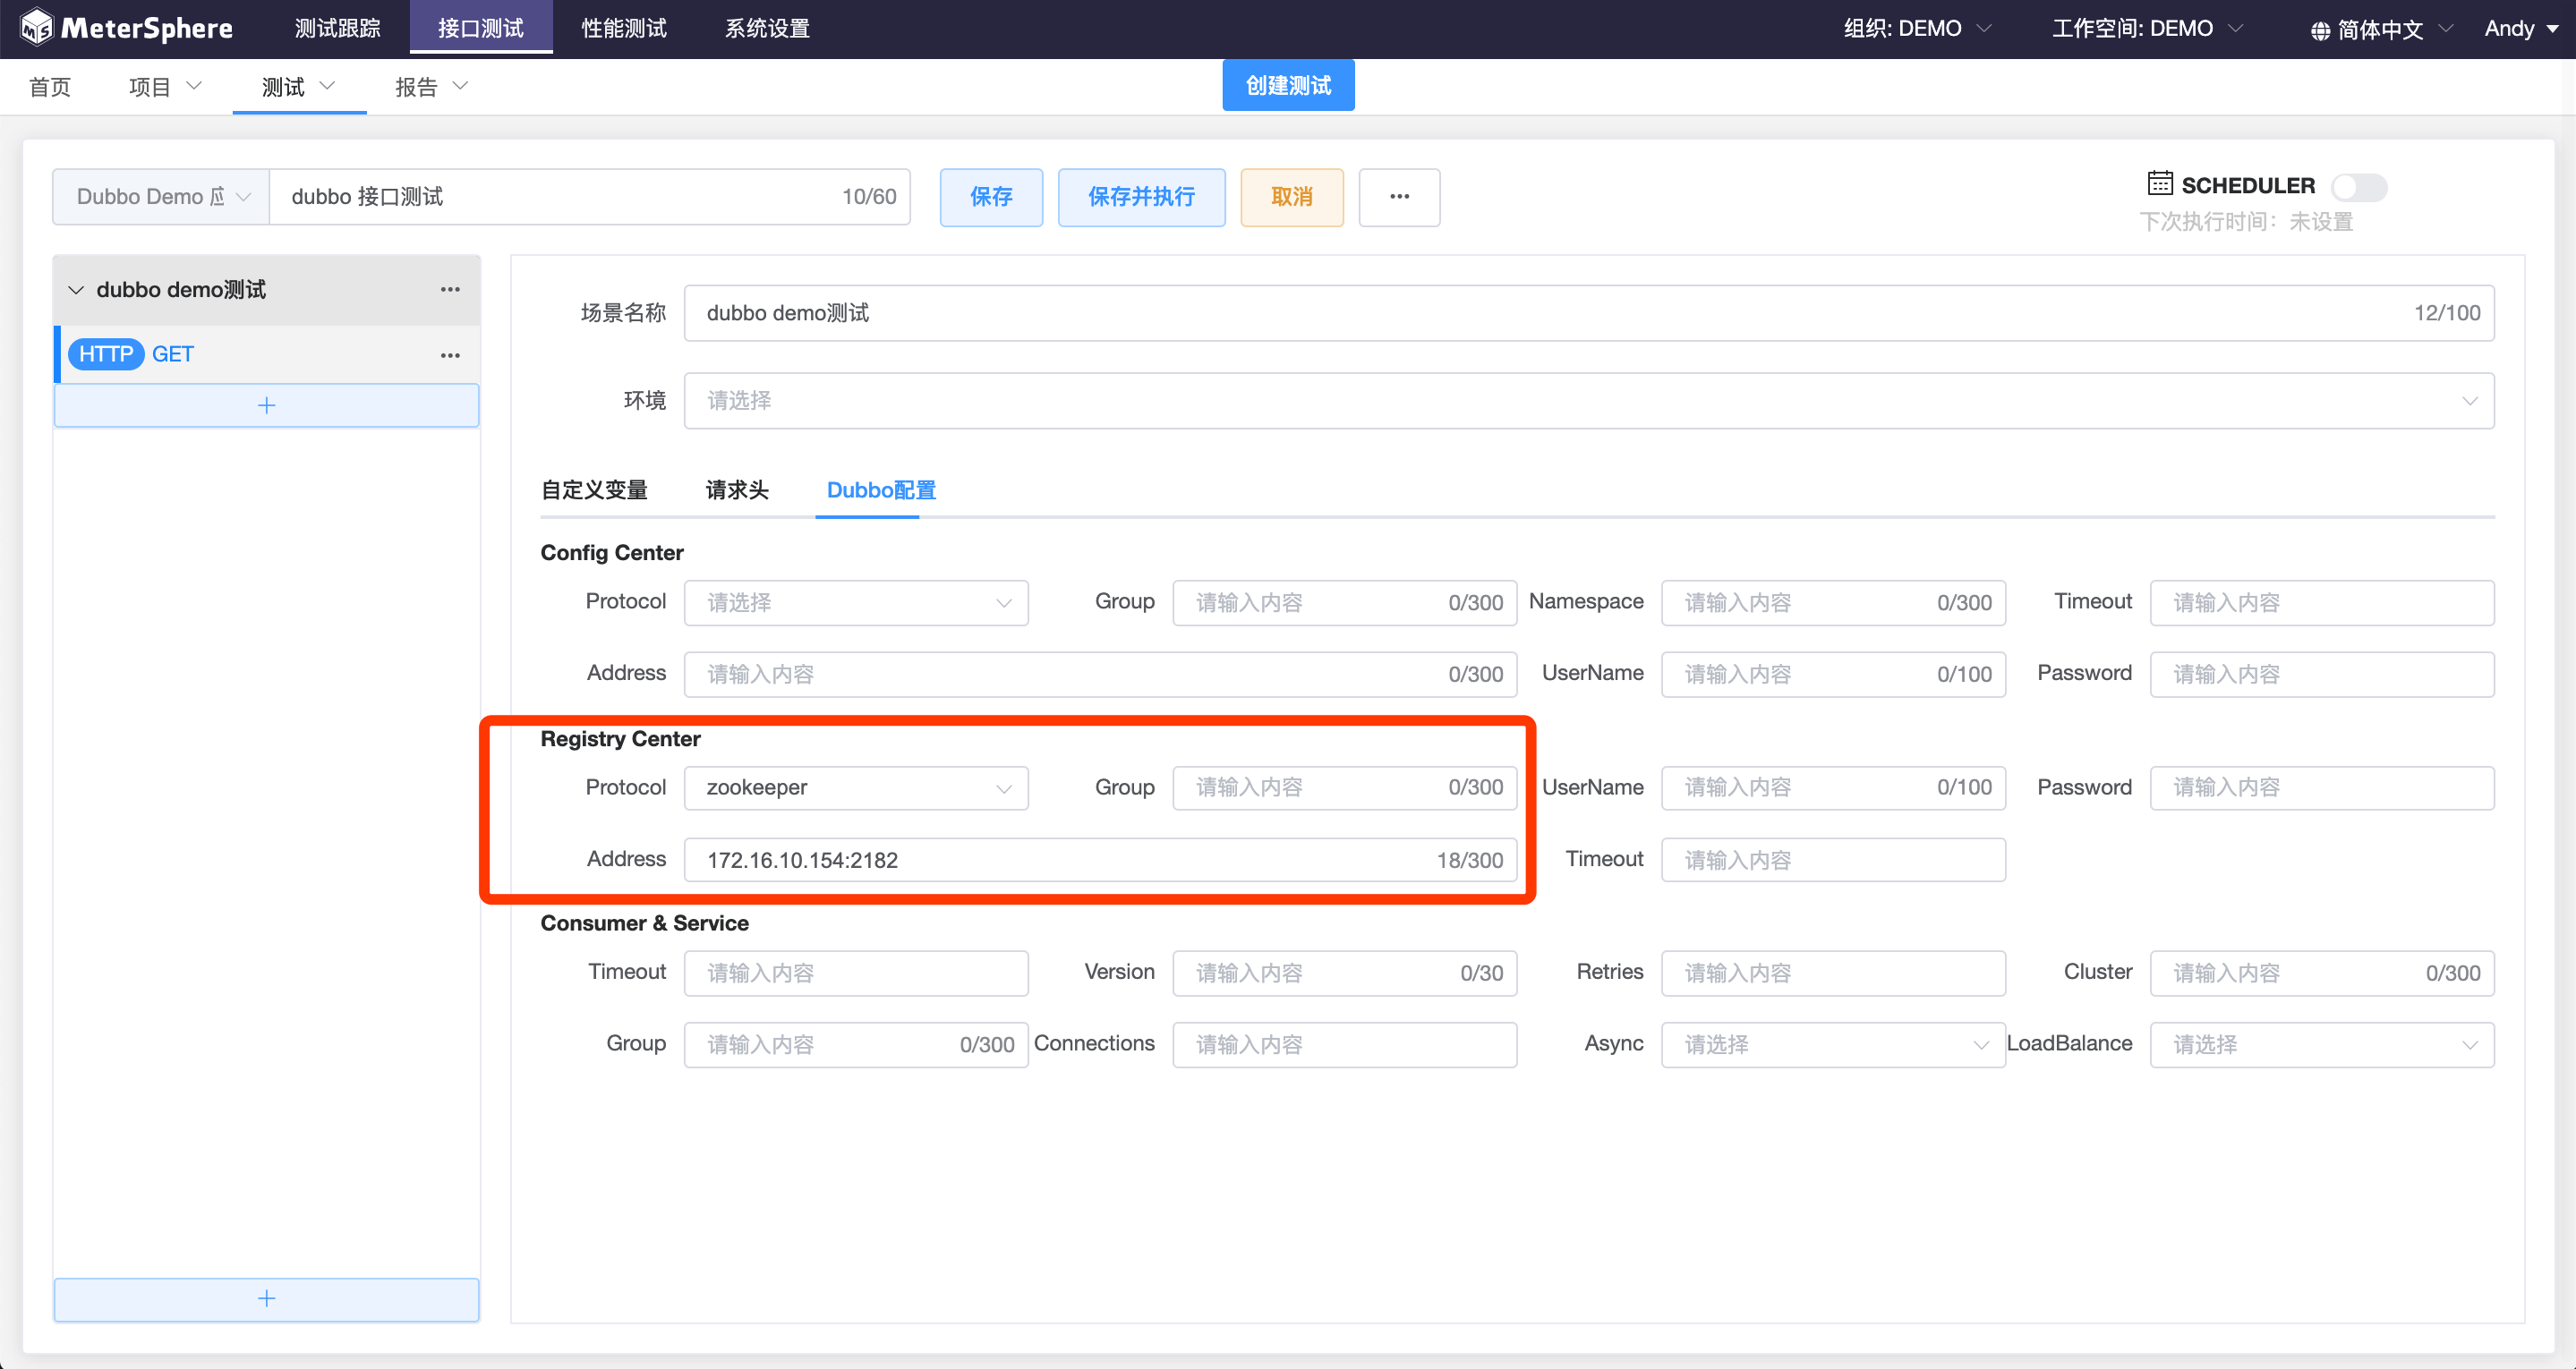 MeterSphere 测试跟踪 接口测试 性能测试 系统设置 组织: DEMO 工作空间: DEMO 简体中文 Andy
首页 项目 测试 报告 创建测试
Dubbo Demo 应 dubbo 接口测试 10/60 保存 保存并执行 取消 ··· SCHEDULER
下次执行时间：未设置
dubbo demo测试 ···
HTTP GET ···
+
+
场景名称 dubbo demo测试 12/100
环境 请选择
自定义变量 请求头 Dubbo配置
Config Center
Protocol 请选择 Group 请输入内容 0/300 Namespace 请输入内容 0/300 Timeout 请输入内容
Address 请输入内容 0/300 UserName 请输入内容 0/100 Password 请输入内容
Registry Center
Protocol zookeeper Group 请输入内容 0/300 UserName 请输入内容 0/100 Password 请输入内容
Address 172.16.10.154:2182 18/300 Timeout 请输入内容
Consumer & Service
Timeout 请输入内容 Version 请输入内容 0/30 Retries 请输入内容 Cluster 请输入内容 0/300
Group 请输入内容 0/300 Connections 请输入内容 Async 请选择 LoadBalance 请选择